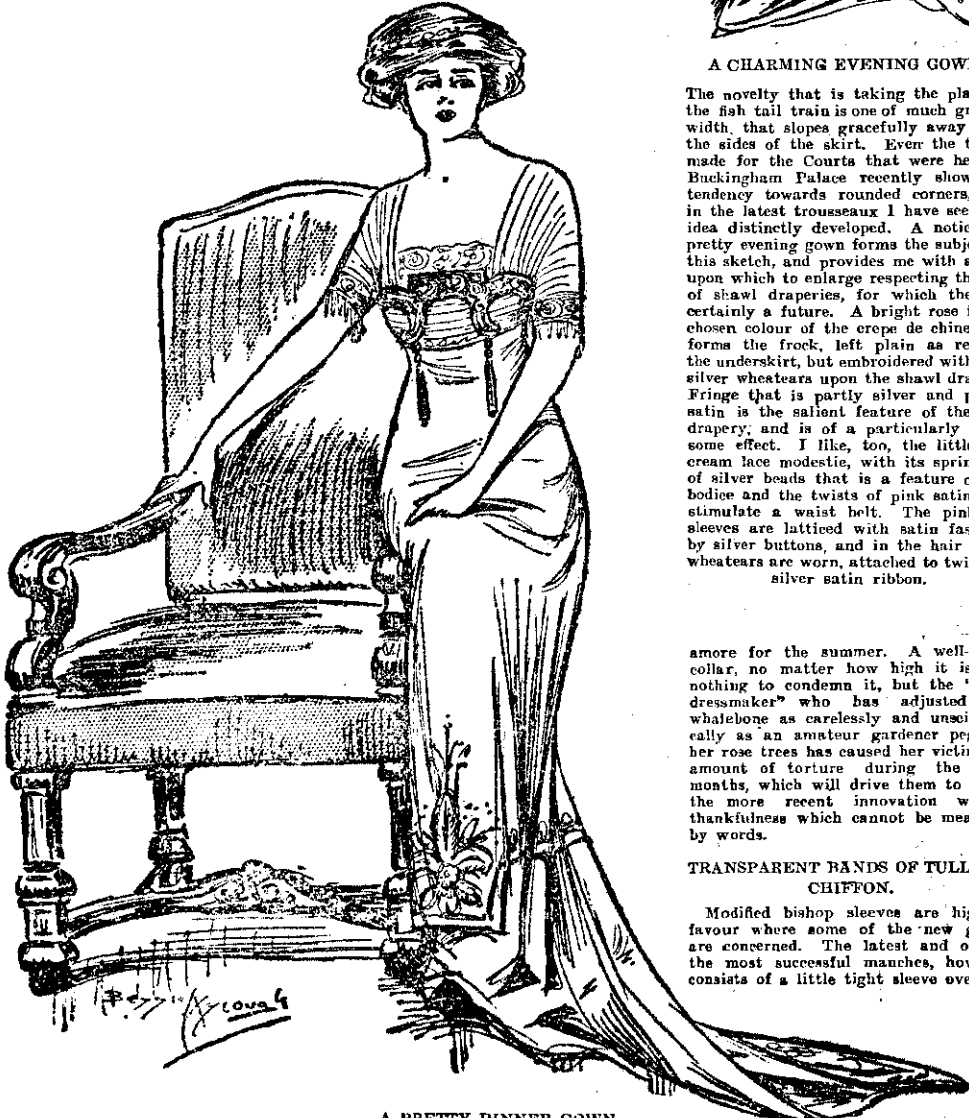 A CHARMING EVENING GOW
The novelty that is taking the pla
the fish tail train is one of much gr
width, that slopes gracefully away
the sides of the skirt. Even the t
made for the Courts that were he
Buckingham Palace recently show
tendency towards rounded corners,
in the latest trousseaux I have see
idea distinctly developed. A notic
pretty evening gown forms the subj
this sketch, and provides me with a
upon which to enlarge respecting th
of shawl draperies, for which the
certainly a future. A bright rose i
chosen colour of the crepe de chine
forms the frock, left plain as re
the underskirt, but embroidered with
silver wheatears upon the shawl dra
Fringe that is partly silver and p
satin is the salient feature of the
drapery, and is of a particularly
some effect. I like, too, the little
cream lace modestie, with its sprin
of silver beads that is a feature o
bodice and the twists of pink satin
stimulate a waist belt. The pink
sleeves are latticed with satin fas
by silver buttons, and in the hair
wheatears are worn, attached to twi
silver satin ribbon.
amore for the summer. A well-
collar, no matter how high it is
nothing to condemn it, but the "
dressmaker" who has adjusted
whalebone as carelessly and unsci
cally as an amateur gardener peg
her rose trees has caused her victim
amount of torture during the
months, which will drive them to
the more recent innovation w
thankfulness which cannot be mea
by words.
TRANSPARENT BANDS OF TULL
CHIFFON.
Modified bishop sleeves are hi
favour where some of the new g
are concerned. The latest and o
the most successful manches, how
consists of a little tight sleeve ove
Bessie Ascough
A PRETTY DINNER GOWN